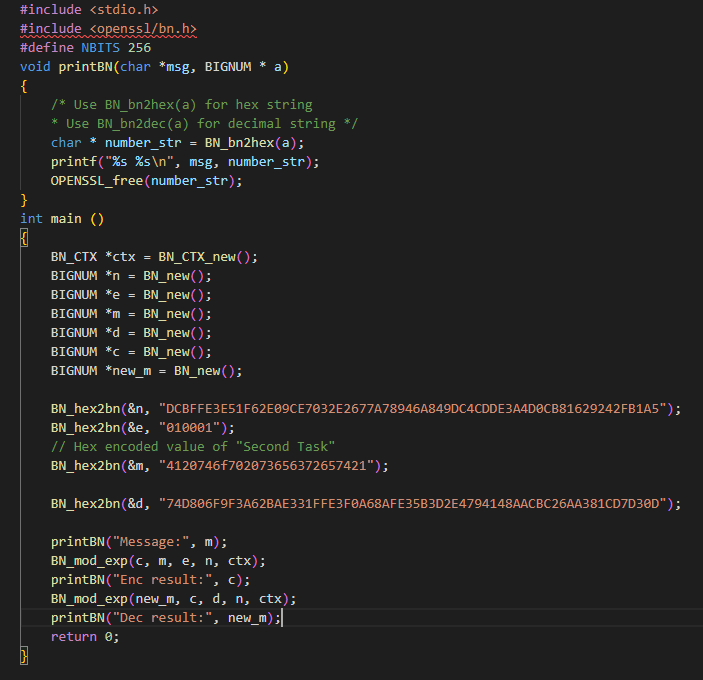 #include <stdio.h>
#include <openssl/bn.h>
#define NBITS 256
void printBN(char *msg, BIGNUM * a)
{
    /* Use BN_bn2hex(a) for hex string
    * Use BN_bn2dec(a) for decimal string */
    char * number_str = BN_bn2hex(a);
    printf("%s %s\n", msg, number_str);
    OPENSSL_free(number_str);
}
int main ()
{
    BN_CTX *ctx = BN_CTX_new();
    BIGNUM *n = BN_new();
    BIGNUM *e = BN_new();
    BIGNUM *m = BN_new();
    BIGNUM *d = BN_new();
    BIGNUM *c = BN_new();
    BIGNUM *new_m = BN_new();

    BN_hex2bn(&n, "DCBFFE3E51F62E09CE7032E2677A78946A849DC4CDDE3A4D0CB81629242FB1A5");
    BN_hex2bn(&e, "010001");
    // Hex encoded value of "Second Task"
    BN_hex2bn(&m, "4120746f702073656372657421");

    BN_hex2bn(&d, "74D806F9F3A62BAE331FFE3F0A68AFE35B3D2E4794148AACBC26AA381CD7D30D");

    printBN("Message:", m);
    BN_mod_exp(c, m, e, n, ctx);
    printBN("Enc result:", c);
    BN_mod_exp(new_m, c, d, n, ctx);
    printBN("Dec result:", new_m);
    return 0;
}